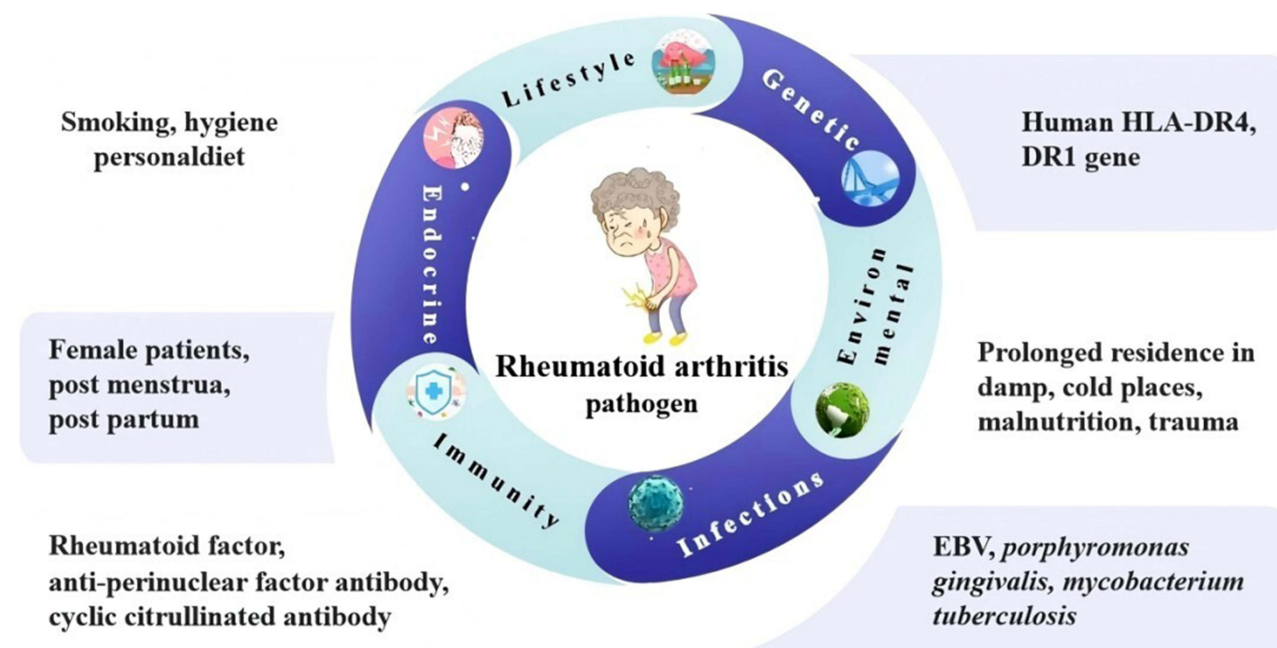 Lifestyle
Genetic
Environ
mental
Infections
Immunity
Endocrine
Rheumatoid arthritis
pathogen
Smoking, hygiene
personaldiet
Human HLA-DR4,
DR1 gene
Female patients,
post menstrua,
post partum
Prolonged residence in
damp, cold places,
malnutrition, trauma
Rheumatoid factor,
anti-perinuclear factor antibody,
cyclic citrullinated antibody
EBV, porphyromonas
gingivalis, mycobacterium
tuberculosis